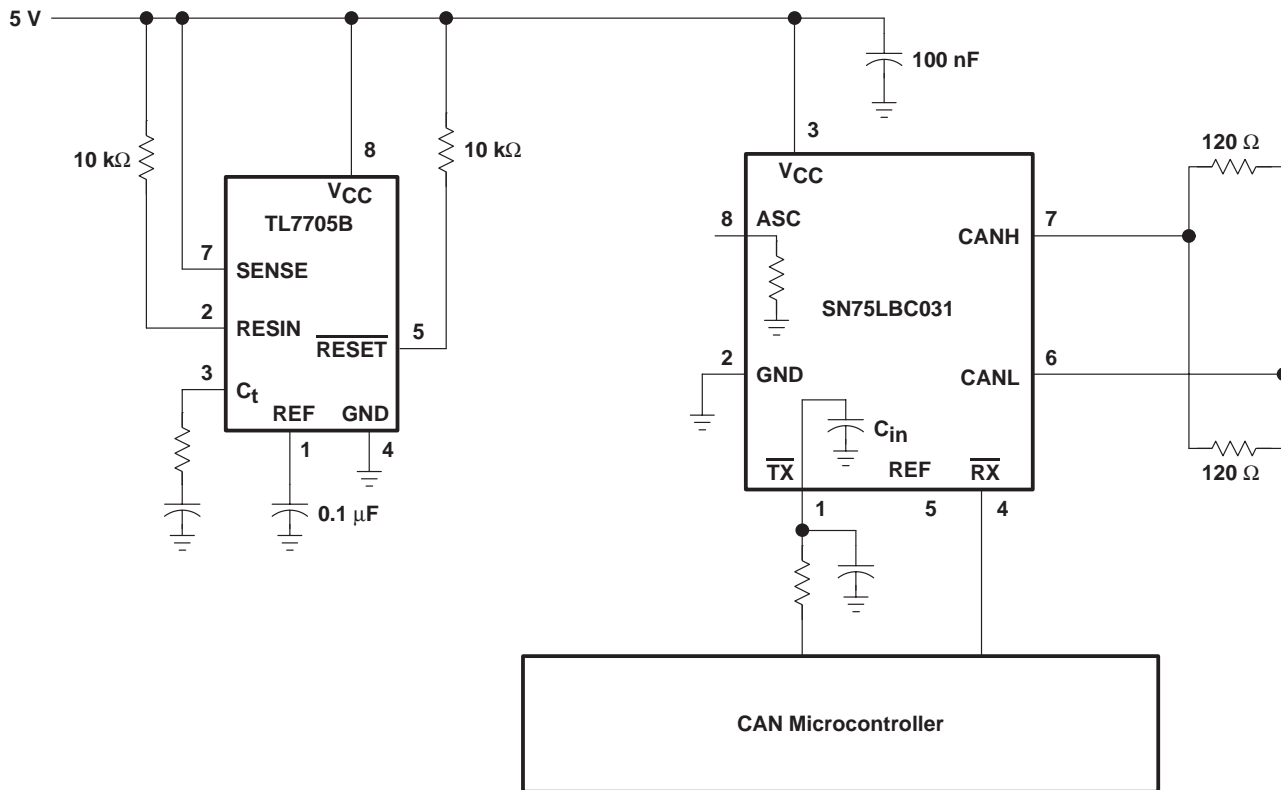 5 V
100 nF
3
10 kΩ
8
10 kΩ
120 Ω
VCC
VCC
TL7705B
8
ASC
7
CANH
7
SENSE
SN75LBC031
2
RESIN
5
RESET
2
GND
6
CANL
3
Ct
REF
GND
Cin
1
4
TX
REF
RX
120 Ω
0.1 μF
1
5
4
CAN Microcontroller